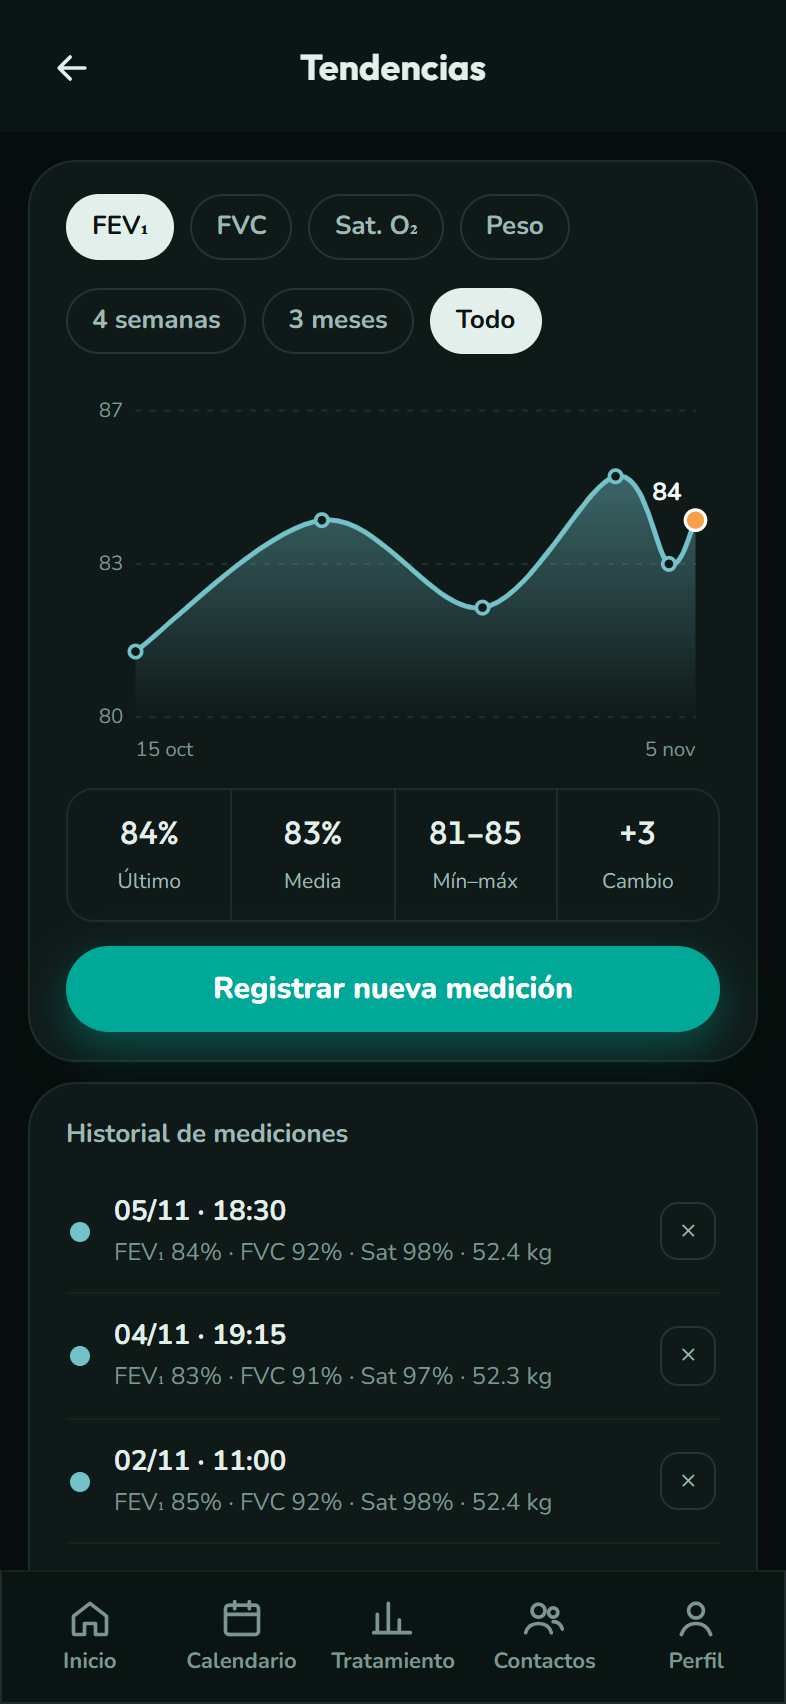 Tendencias
FEV₁ FVC Sat. O₂ Peso
4 semanas 3 meses Todo
87
84
83
80
15 oct 5 nov
84% 83% 81–85 +3
Último Media Mín–máx Cambio
Registrar nueva medición
Historial de mediciones
05/11 · 18:30
FEV₁ 84% · FVC 92% · Sat 98% · 52.4 kg
×
04/11 · 19:15
FEV₁ 83% · FVC 91% · Sat 97% · 52.3 kg
×
02/11 · 11:00
FEV₁ 85% · FVC 92% · Sat 98% · 52.4 kg
×
Inicio Calendario Tratamiento Contactos Perfil